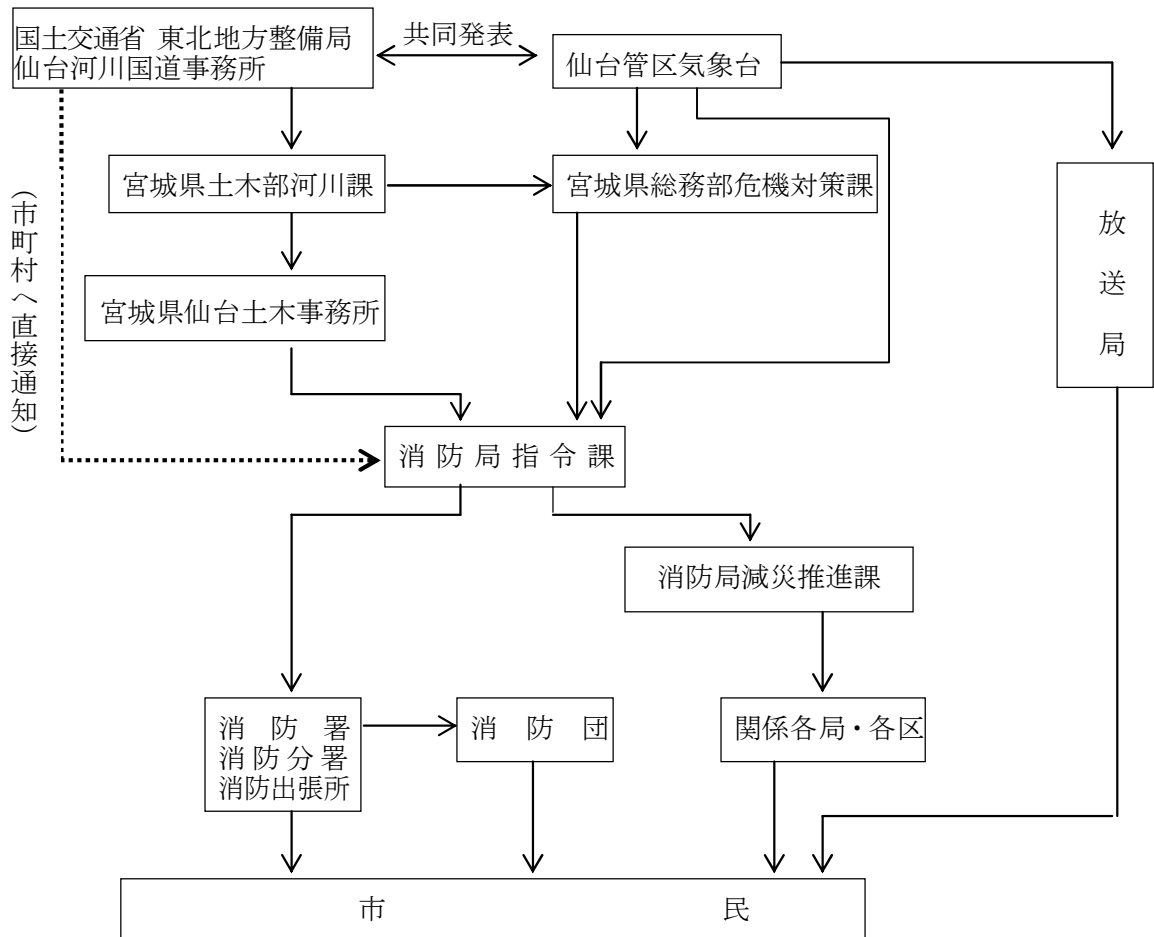 国土交通省 東北地方整備局
仙台河川国道事務所
共同発表
仙台管区気象台
宮城県土木部河川課
宮城県総務部危機対策課
(市町村へ直接通知)
放送局
宮城県仙台土木事務所
消防局指令課
消防局減災推進課
消防署
消防分署
消防出張所
消防団
関係各局・各区
市民